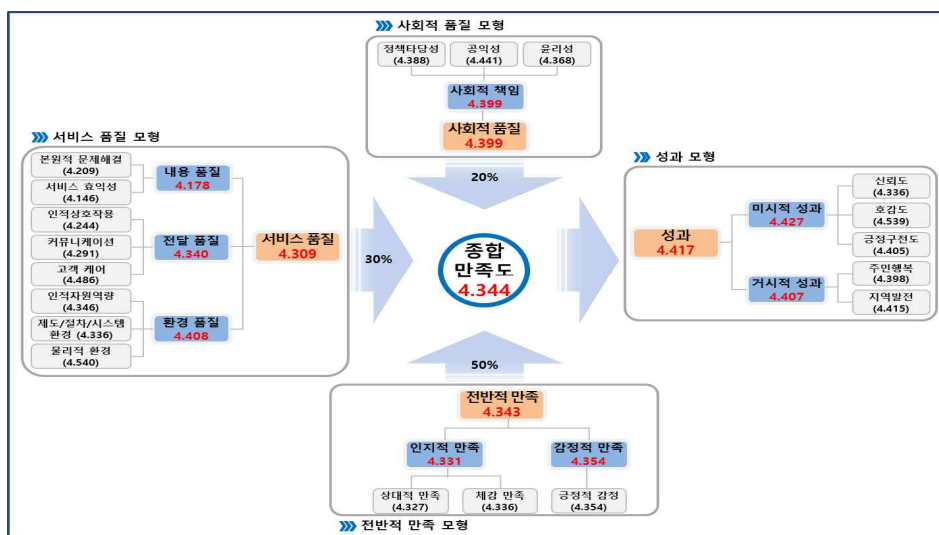 사회적 품질 모형
정책타당성
(4.388)
공익성
(4.441)
윤리성
(4.368)
사회적 책임
4.399
사회적 품질
4.399
20%
서비스 품질 모형
본원적 문제해결
(4.209)
서비스 효익성
(4.146)
인적상호작용
(4.244)
커뮤니케이션
(4.291)
고객 케어
(4.486)
인적자원역량
(4.346)
제도/절차/시스템
환경 (4.336)
물리적 환경
(4.540)
내용 품질
4.178
전달 품질
4.340
환경 품질
4.408
서비스 품질
4.309
30%
종합
만족도
4.344
성과 모형
성과
4.417
미시적 성과
4.427
거시적 성과
4.407
신뢰도
(4.336)
호감도
(4.539)
긍정구전도
(4.405)
주민행복
(4.398)
지역발전
(4.415)
50%
전반적 만족
4.343
인지적 만족
4.331
감정적 만족
4.354
상대적 만족
(4.327)
체감 만족
(4.336)
긍정적 감정
(4.354)
전반적 만족 모형